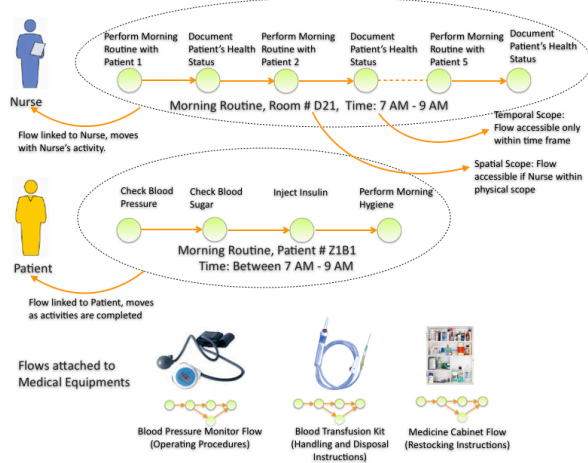 Perform Morning Routine with Patient 1
Document Patient's Health Status
Perform Morning Routine with Patient 2
Document Patient's Health Status
Perform Morning Routine with Patient 5
Document Patient's Health Status
Nurse
Morning Routine, Room # D21, Time: 7 AM - 9 AM
Flow linked to Nurse, moves
with Nurse's activity.
Temporal Scope:
Flow accessible only
within time frame
Spatial Scope: Flow
accessible if Nurse within
physical scope
Check Blood Pressure
Check Blood Sugar
Inject Insulin
Perform Morning Hygiene
Patient
Morning Routine, Patient # Z1B1
Time: Between 7 AM - 9 AM
Flow linked to Patient, moves
as activities are completed
Flows attached to
Medical Equipments
Blood Pressure Monitor Flow
(Operating Procedures)
Blood Transfusion Kit
(Handling and Disposal
Instructions)
Medicine Cabinet Flow
(Restocking Instructions)